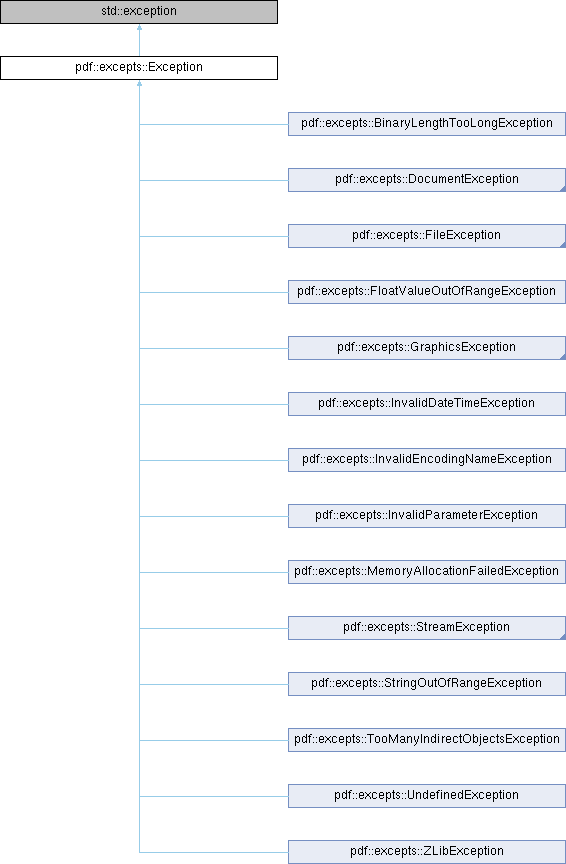 std::exception
pdf::excepts::Exception
pdf::excepts::BinaryLengthTooLongException
pdf::excepts::DocumentException
pdf::excepts::FileException
pdf::excepts::FloatValueOutOfRangeException
pdf::excepts::GraphicsException
pdf::excepts::InvalidDateTimeException
pdf::excepts::InvalidEncodingNameException
pdf::excepts::InvalidParameterException
pdf::excepts::MemoryAllocationFailedException
pdf::excepts::StreamException
pdf::excepts::StringOutOfRangeException
pdf::excepts::TooManyIndirectObjectsException
pdf::excepts::UndefinedException
pdf::excepts::ZLibException